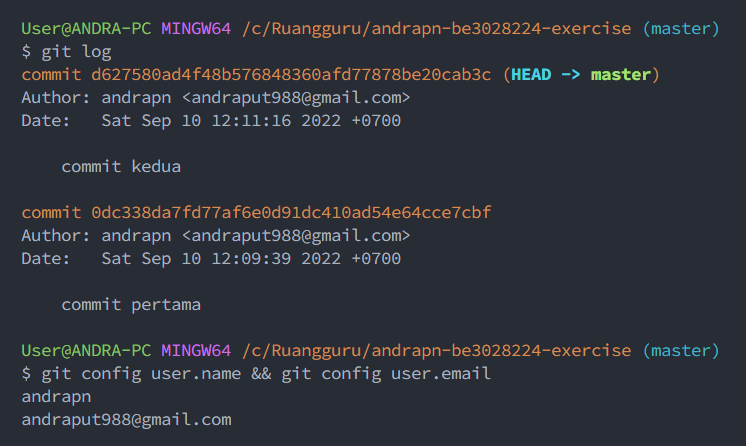 User@ANDRA-PC MINGW64 /c/Ruangguru/andrapn-be3028224-exercise (master)
$ git log
commit d627580ad4f48b576848360afd77878be20cab3c (HEAD -> master)
Author: andrapn <andraput988@gmail.com>
Date:   Sat Sep 10 12:11:16 2022 +0700
commit kedua
commit 0dc338da7fd77af6e0d91dc410ad54e64cce7cbf
Author: andrapn <andraput988@gmail.com>
Date:   Sat Sep 10 12:09:39 2022 +0700
commit pertama
User@ANDRA-PC MINGW64 /c/Ruangguru/andrapn-be3028224-exercise (master)
$ git config user.name && git config user.email
andrapn
andraput988@gmail.com